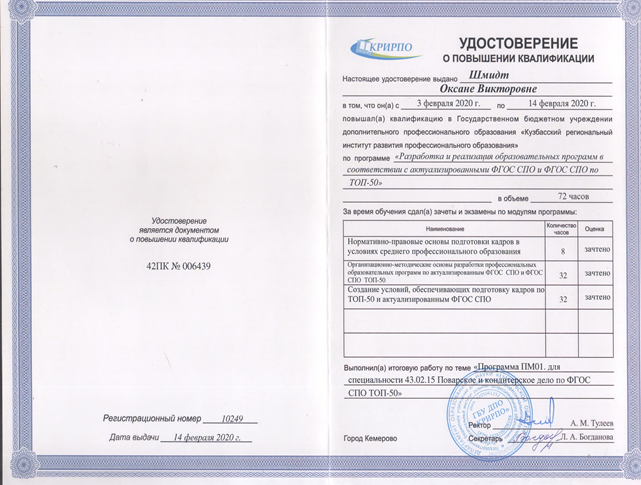 Удостоверение
является документом
о повышении квалификации
42ПК № 006439
Регистрационный номер 10249
Дата выдачи 14 февраля 2020 г.
КРИРПО
УДОСТОВЕРЕНИЕ
О ПОВЫШЕНИИ КВАЛИФИКАЦИИ
Настоящее удостоверение выдано Шмидт
Оксане Викторовне
в том, что он(а) с 3 февраля 2020 г. по 14 февраля 2020 г.
повышал(а) квалификацию в Государственном бюджетном учреждении
дополнительного профессионального образования «Кузбасский региональный
институт развития профессионального образования»
по программе «Разработка и реализация образовательных программ в
соответствии с актуализированными ФГОС СПО и ФГОС СПО по
ТОП-50»
в объеме 72 часов
За время обучения сдал(а) зачеты и экзамены по модулям программы:
Наименование Количество часов Оценка
Нормативно-правовые основы подготовки кадров в
условиях среднего профессионального образования 8 зачтено
Организационно-методические основы разработки профессиональных
образовательных программ по актуализированным ФГОС СПО и ФГОС
СПО ТОП-50 32 зачтено
Создание условий, обеспечивающих подготовку кадров по
ТОП-50 и актуализированным ФГОС СПО 32 зачтено
Выполнил(а) итоговую работу по теме «Программа ПМ01. для
специальности 43.02.15 Поварское и кондитерское дело по ФГОС
СПО ТОП-50»
ГБУ ДПО
«КРИРПО»
Ректор А. М. Тулеев
Город Кемерово Секретарь Л. А. Богданова